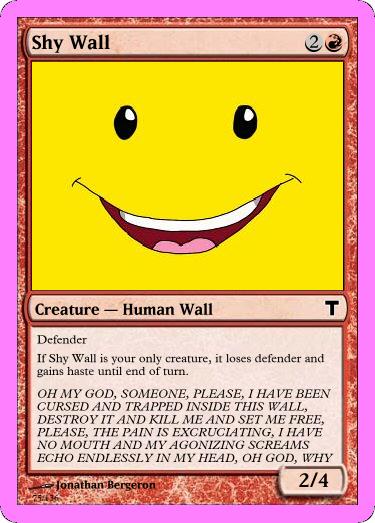 Shy Wall 2
Creature — Human Wall T
Defender
If Shy Wall is your only creature, it loses defender and
gains haste until end of turn.
OH MY GOD, SOMEONE, PLEASE, I HAVE BEEN
CURSED AND TRAPPED INSIDE THIS WALL,
DESTROY IT AND KILL ME AND SET ME FREE,
PLEASE, THE PAIN IS EXCRUCIATING, I HAVE
NO MOUTH AND MY AGONIZING SCREAMS
ECHO ENDLESSLY IN MY HEAD, OH GOD, WHY
2/4
Jonathan Bergeron